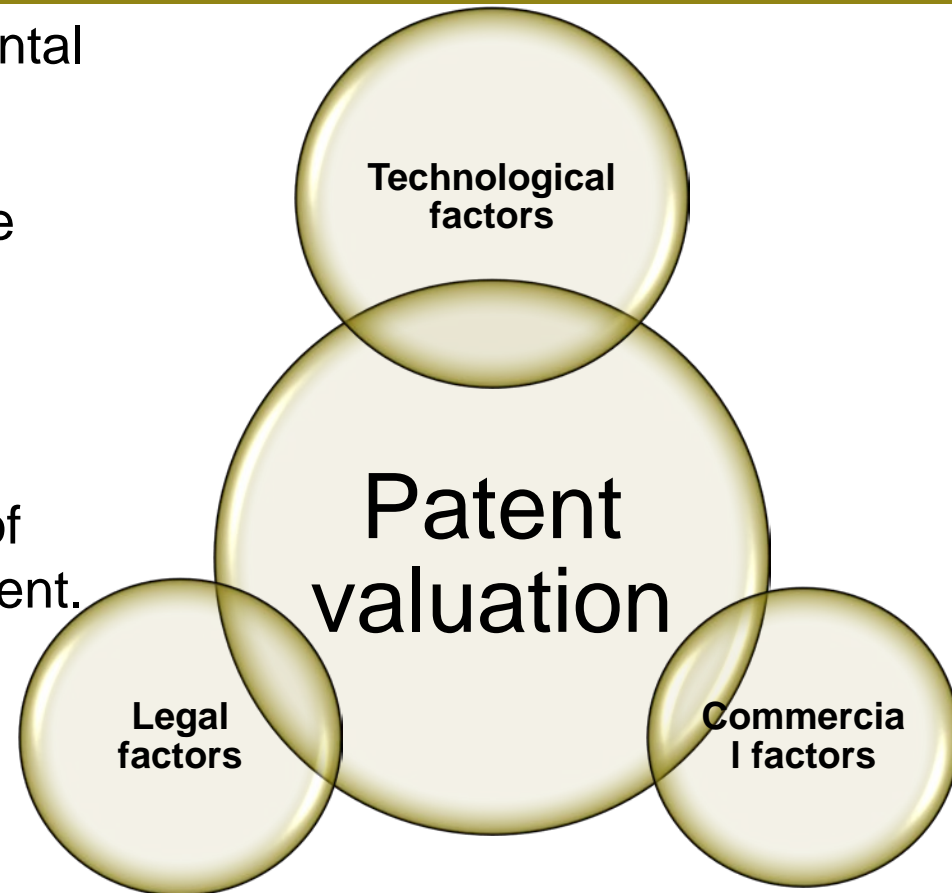 ntal
e
of
ent.
Technological
factors
Patent
valuation
Legal
factors
Commercia
l factors